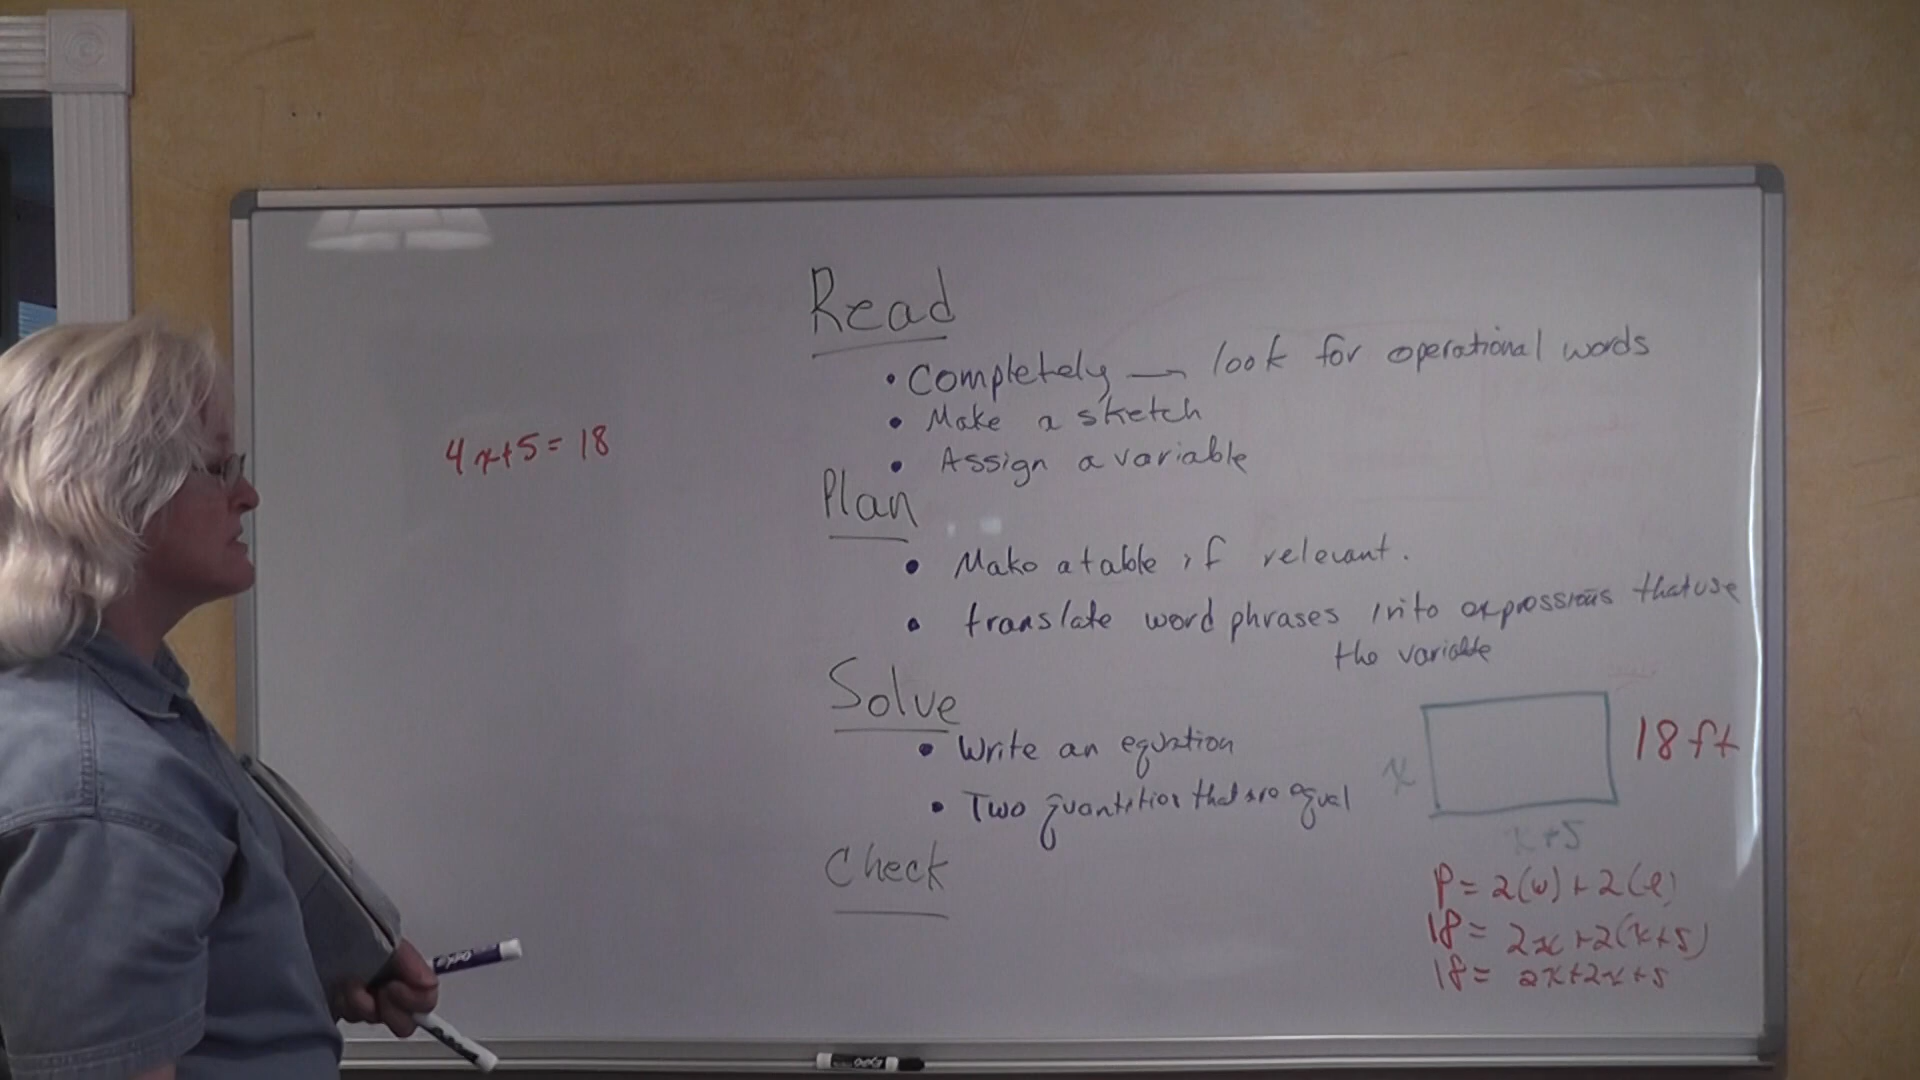 Read
• Completely → look for operational words
• Make a sketch
• Assign a variable
Plan
• Make a table if relevant.
• translate word phrases into expressions that use
the variable
Solve
• Write an equation
• Two quantities that are equal
Check
4x+5=18
18ft
x
x+5
P=2(w)+2(l)
18=2x+2(x+5)
18=2x+2x+5